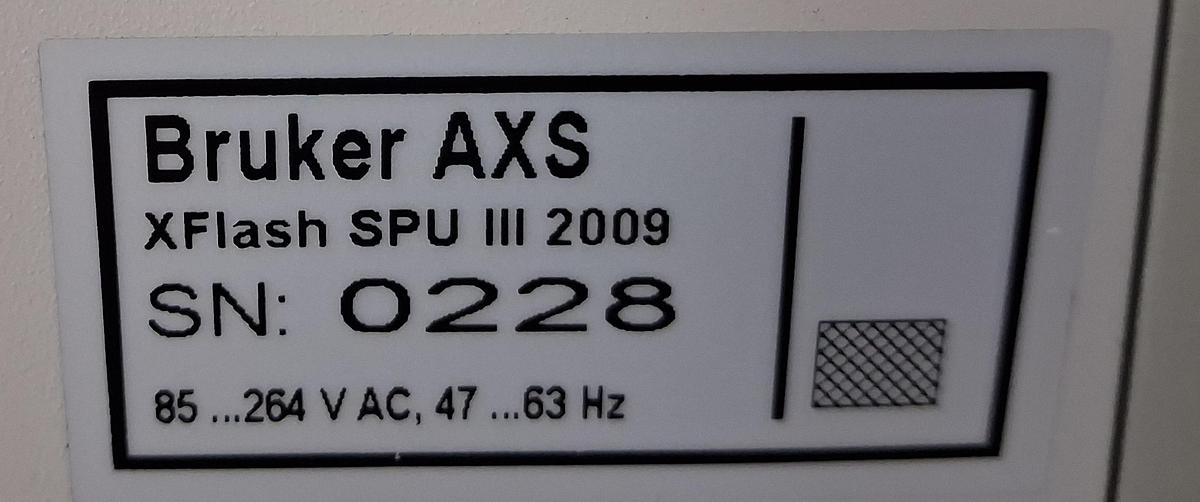 Bruker AXS
XFlash SPU III 2009
SN: 0228
85 ...264 V AC, 47 ...63 Hz